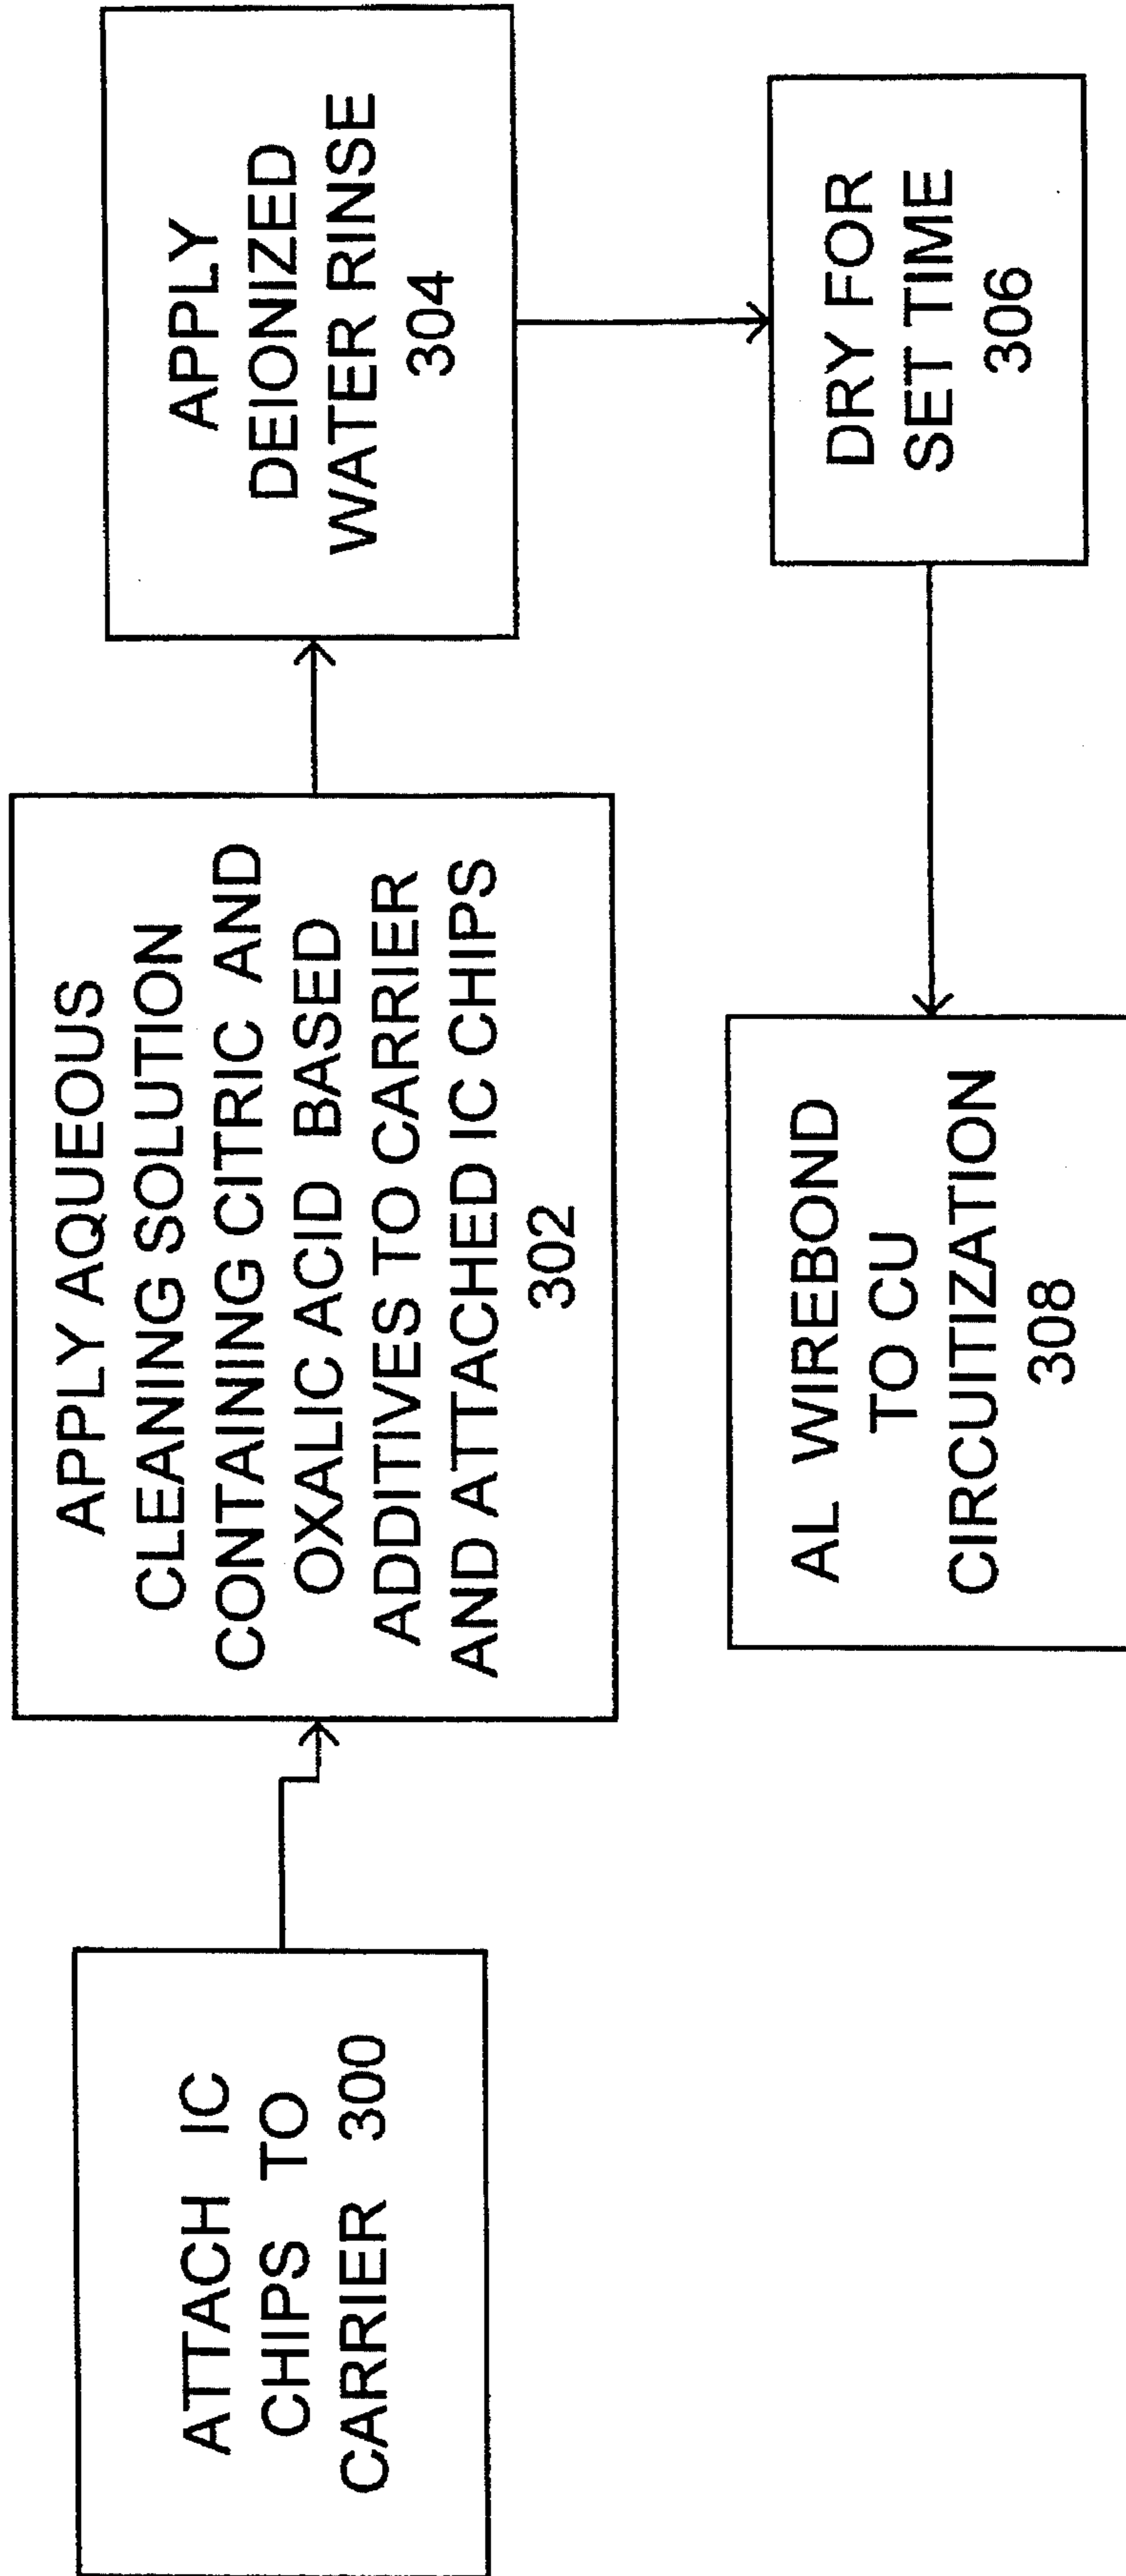 ATTACH IC
CHIPS TO
CARRIER 300
APPLY AQUEOUS
CLEANING SOLUTION
CONTAINING CITRIC AND
OXALIC ACID BASED
ADDITIVES TO CARRIER
AND ATTACHED IC CHIPS
302
APPLY
DEIONIZED
WATER RINSE
304
DRY FOR
SET TIME
306
AL WIREBOND
TO CU
CIRCUITIZATION
308